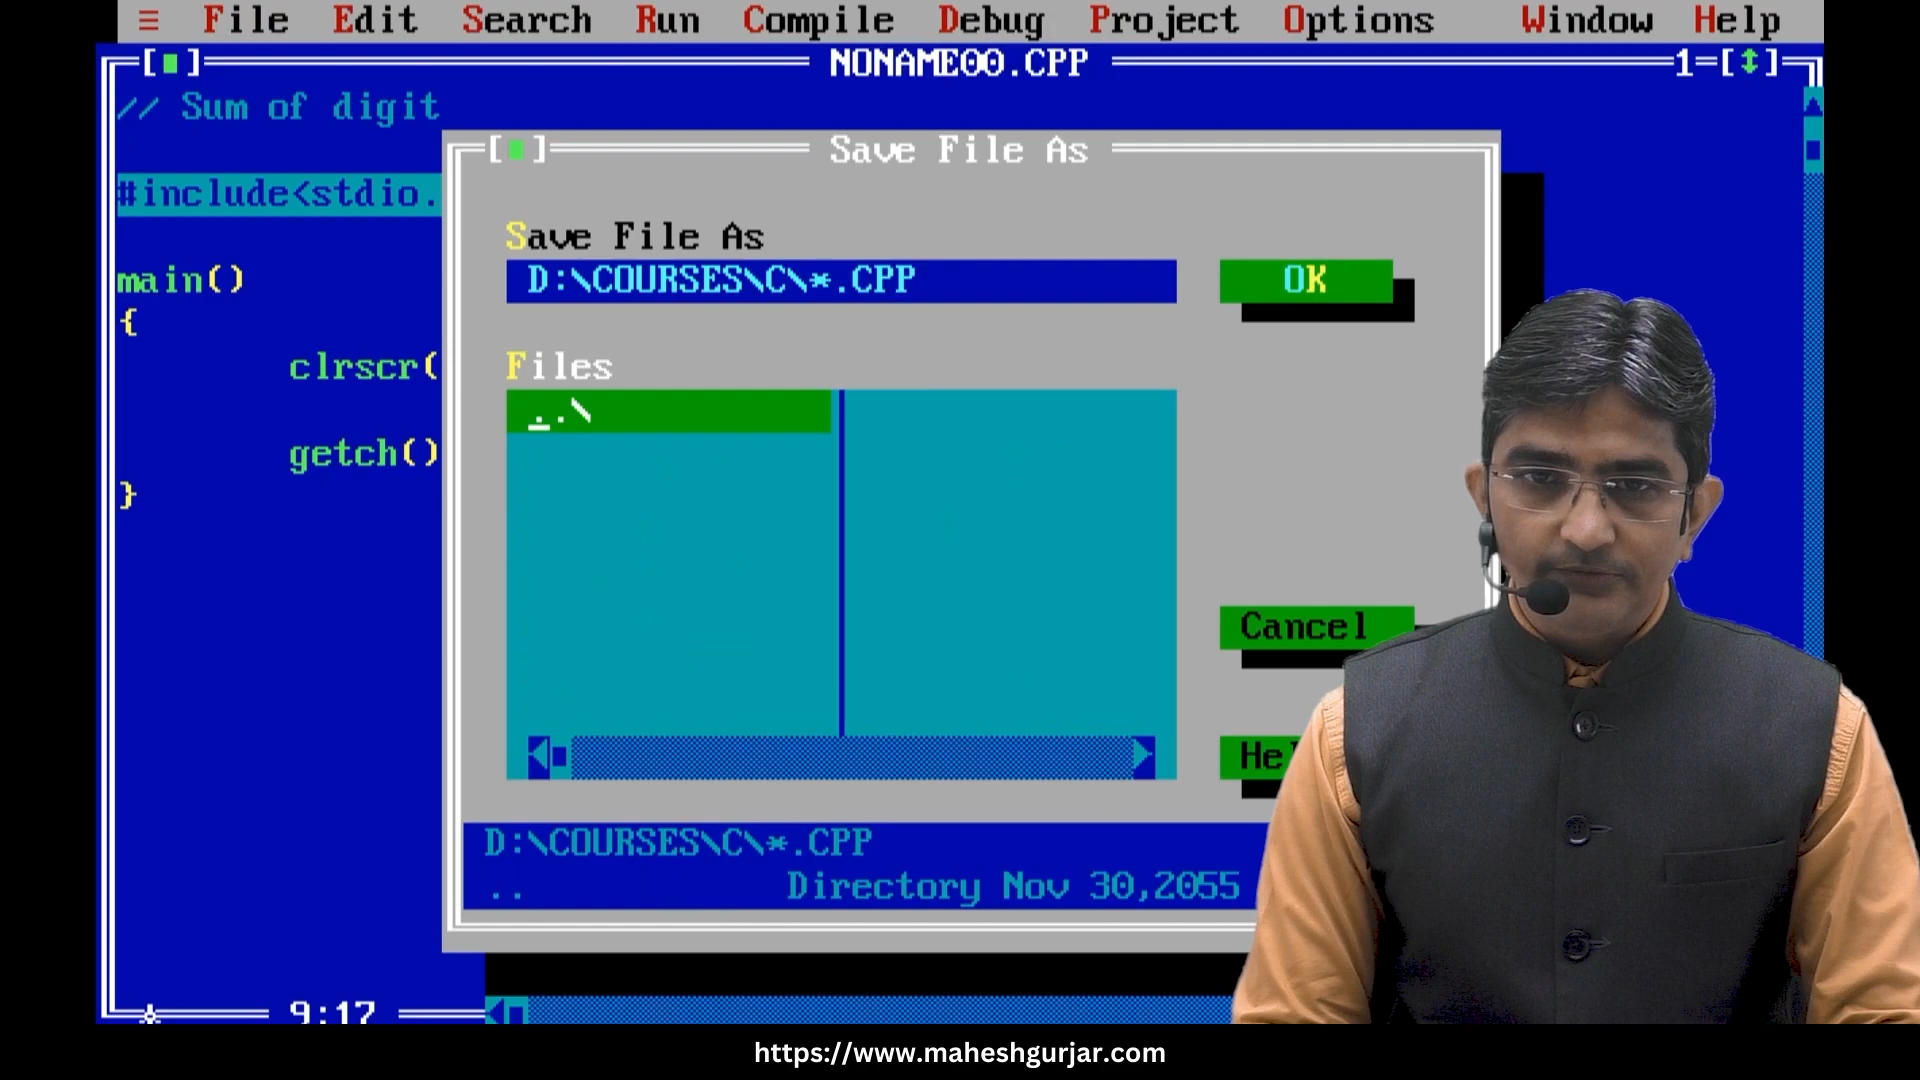 ≡ File Edit Search Run Compile Debug Project Options Window Help
[■] NONAME00.CPP 1=[↕]
// Sum of digit
#include<stdio.
main()
{
clrscr(
getch()
}
9:17
[■] Save File As
Save File As
D:\COURSES\C\*.CPP
OK
Files
..\
Cancel
He
D:\COURSES\C\*.CPP
.. Directory Nov 30,2055
https://www.maheshgurjar.com